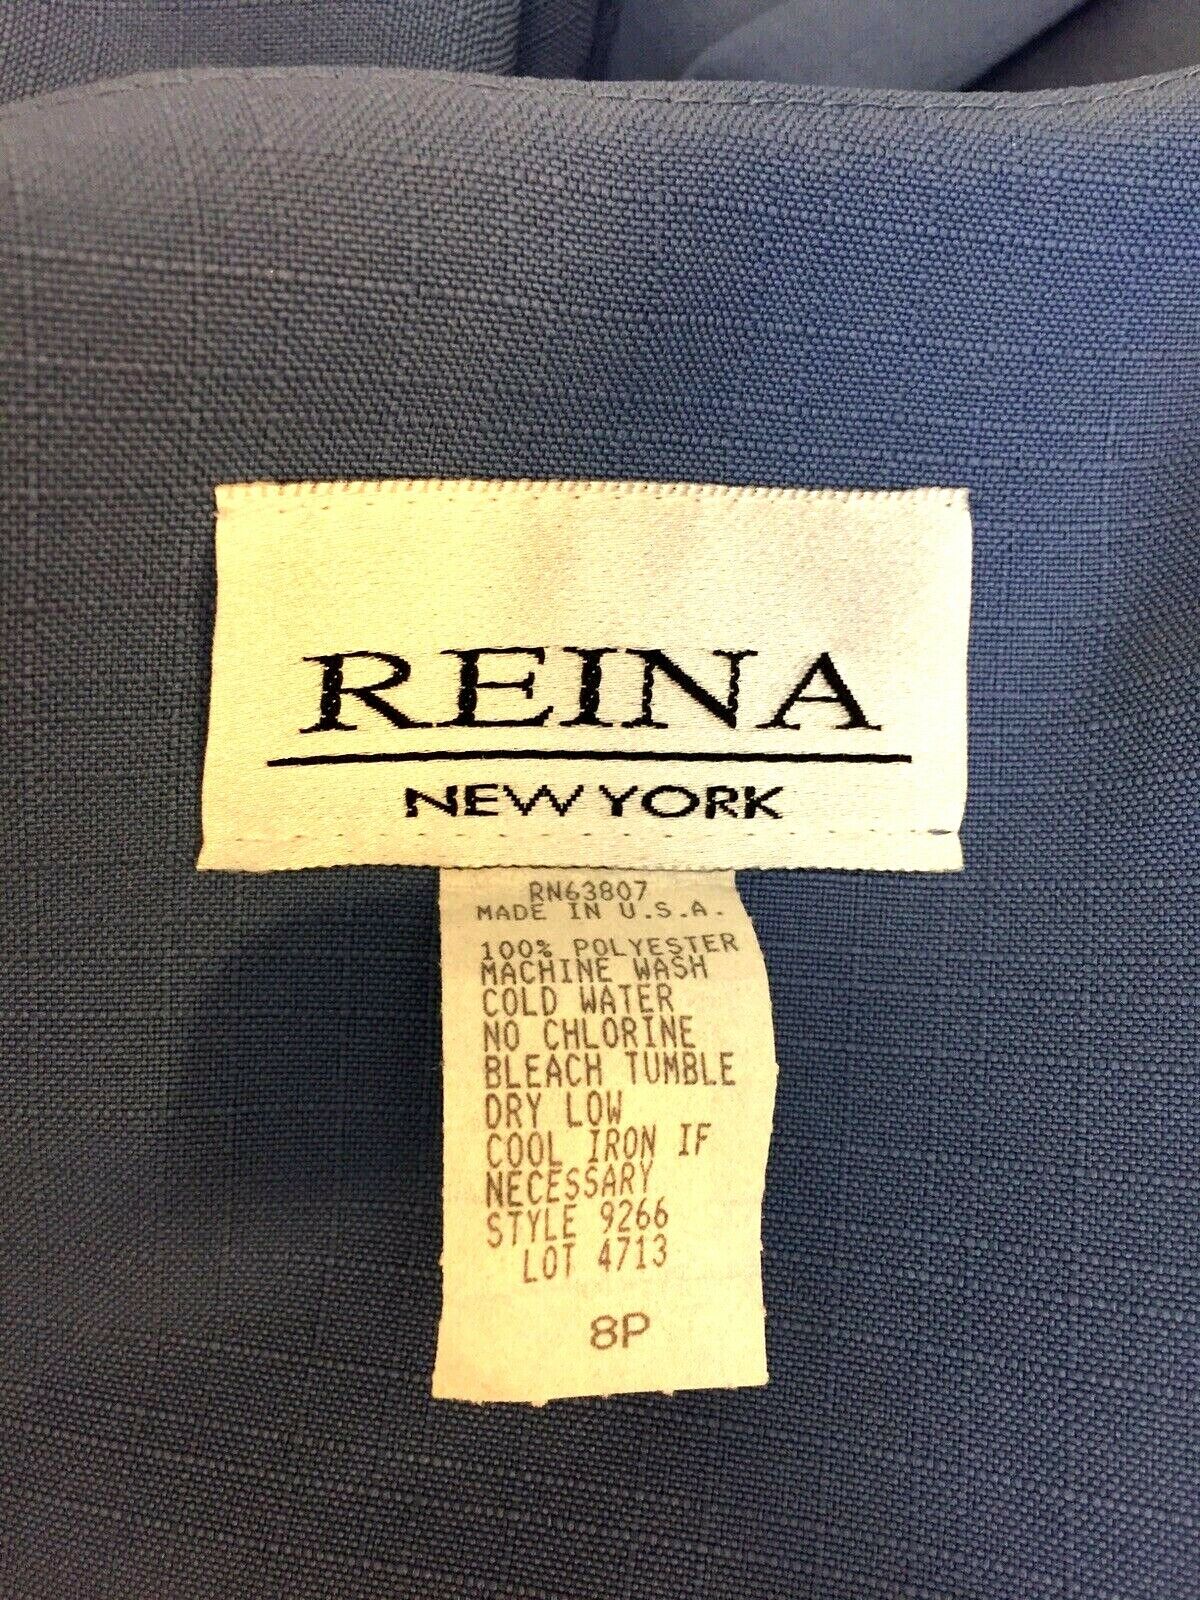 REINA
NEW YORK
RN63807
MADE IN U.S.A.
100% POLYESTER
MACHINE WASH
COLD WATER
NO CHLORINE
BLEACH TUMBLE
DRY LOW
COOL IRON IF
NECESSARY
STYLE 9266
LOT 4713
8P